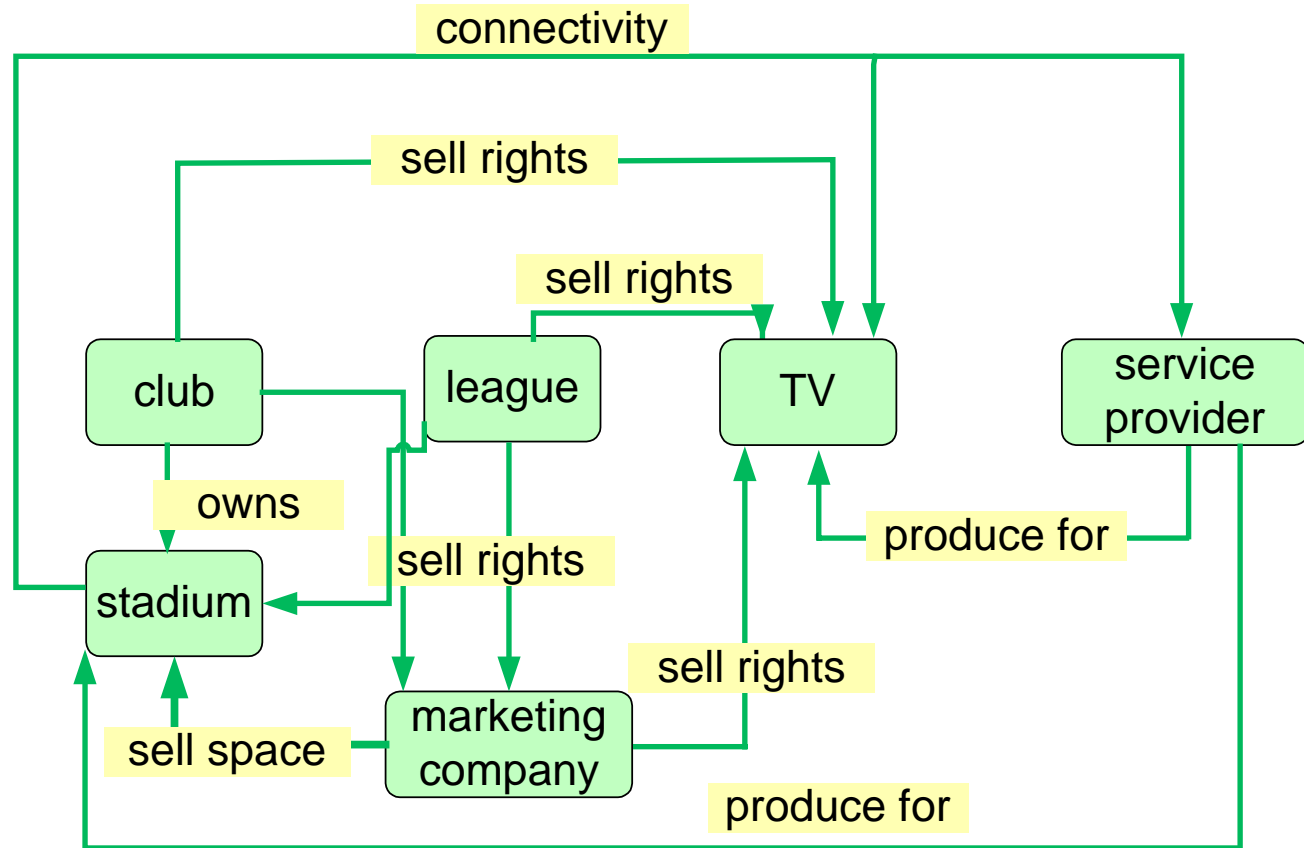 connectivity
sell rights
sell rights
club
league
TV
service
provider
owns
sell rights
produce for
stadium
sell rights
marketing
company
sell space
produce for